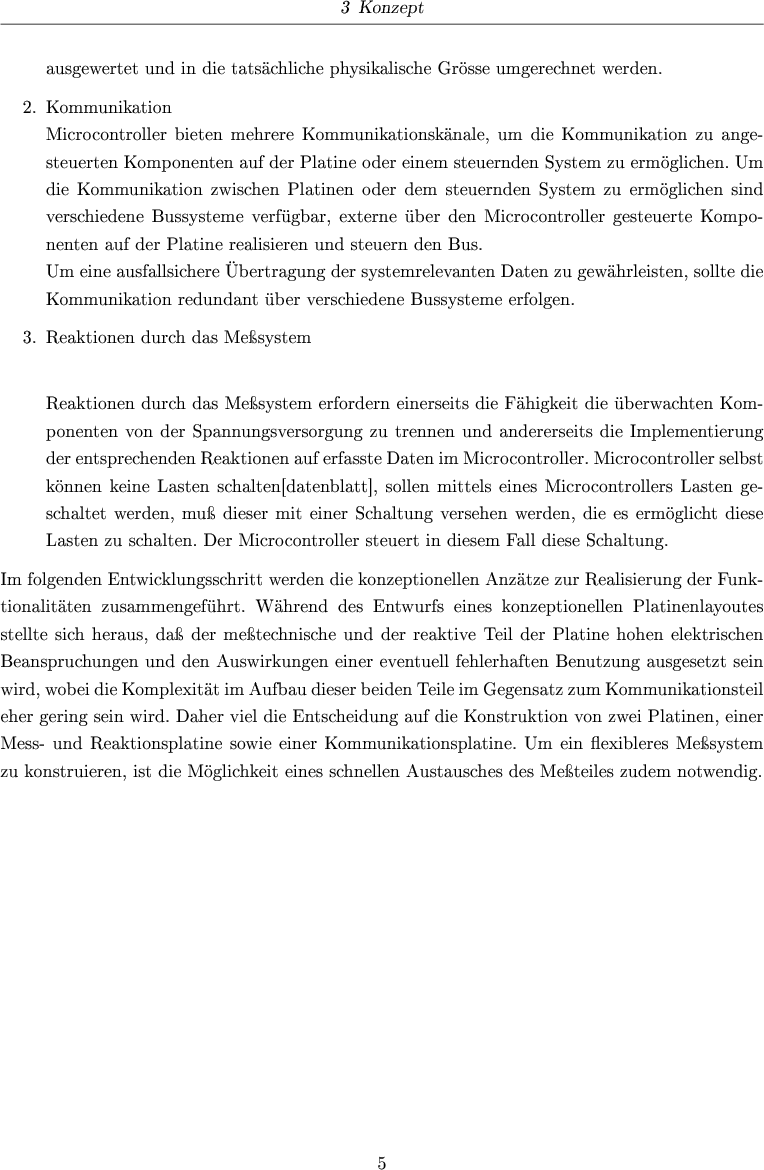 3 Konzept
ausgewertet und in die tatsächliche physikalische Grösse umgerechnet werden.
2. Kommunikation
Microcontroller bieten mehrere Kommunikationskänale, um die Kommunikation zu ange-
steuerten Komponenten auf der Platine oder einem steuernden System zu ermöglichen. Um
die Kommunikation zwischen Platinen oder dem steuernden System zu ermöglichen sind
verschiedene Bussysteme verfügbar, externe über den Microcontroller gesteuerte Kompo-
nenten auf der Platine realisieren und steuern den Bus.
Um eine ausfallsichere Übertragung der systemrelevanten Daten zu gewährleisten, sollte die
Kommunikation redundant über verschiedene Bussysteme erfolgen.
3. Reaktionen durch das Meßsystem
Reaktionen durch das Meßsystem erfordern einerseits die Fähigkeit die überwachten Kom-
ponenten von der Spannungsversorgung zu trennen und andererseits die Implementierung
der entsprechenden Reaktionen auf erfasste Daten im Microcontroller. Microcontroller selbst
können keine Lasten schalten[datenblatt], sollen mittels eines Microcontrollers Lasten ge-
schaltet werden, muß dieser mit einer Schaltung versehen werden, die es ermöglicht diese
Lasten zu schalten. Der Microcontroller steuert in diesem Fall diese Schaltung.
Im folgenden Entwicklungsschritt werden die konzeptionellen Anzätze zur Realisierung der Funk-
tionalitäten zusammengeführt. Während des Entwurfs eines konzeptionellen Platinenlayoutes
stellte sich heraus, daß der meßtechnische und der reaktive Teil der Platine hohen elektrischen
Beanspruchungen und den Auswirkungen einer eventuell fehlerhaften Benutzung ausgesetzt sein
wird, wobei die Komplexität im Aufbau dieser beiden Teile im Gegensatz zum Kommunikationsteil
eher gering sein wird. Daher viel die Entscheidung auf die Konstruktion von zwei Platinen, einer
Mess- und Reaktionsplatine sowie einer Kommunikationsplatine. Um ein flexibleres Meßsystem
zu konstruieren, ist die Möglichkeit eines schnellen Austausches des Meßteiles zudem notwendig.
5